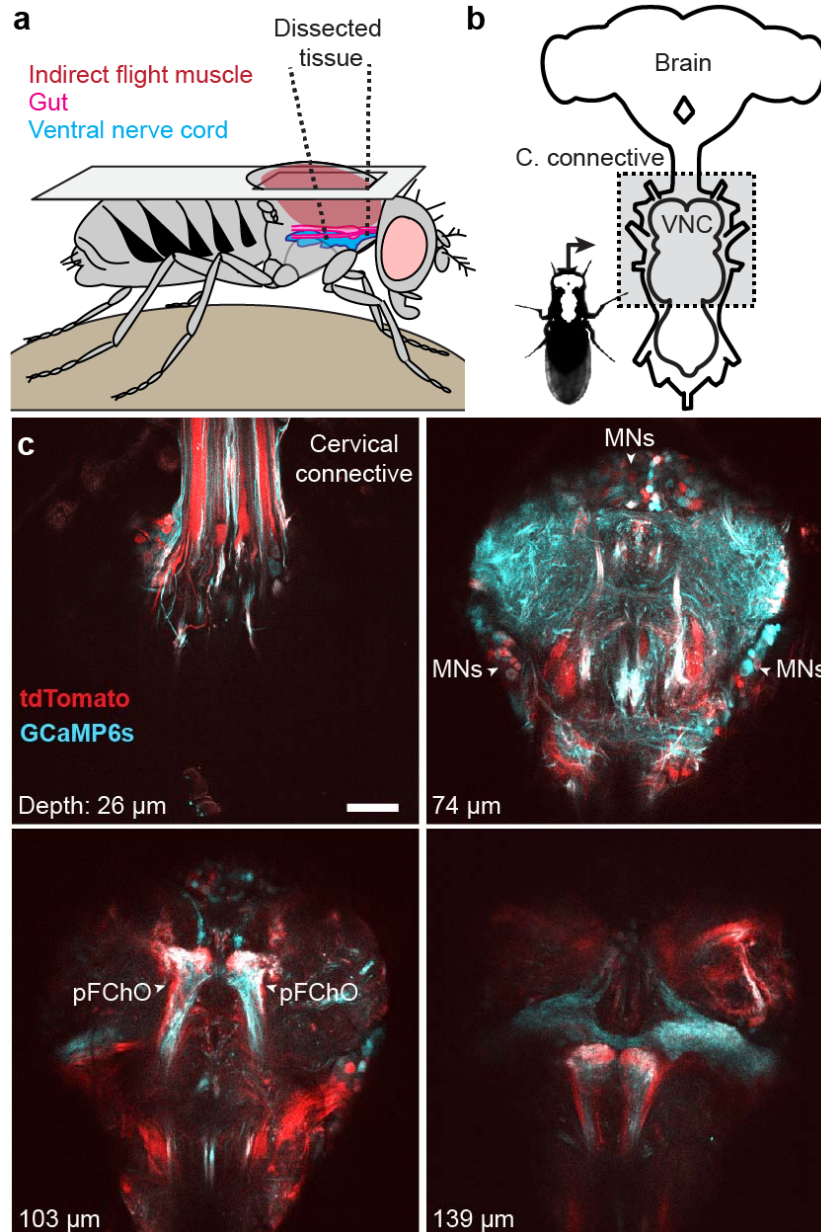 a
Dissected
tissue
Indirect flight muscle
Gut
Ventral nerve cord
b
Brain
C. connective
VNC
c
Cervical
connective
tdTomato
GCaMP6s
Depth: 26 µm
MNs
MNs
MNs
74 µm
pFChO
pFChO
103 µm
139 µm